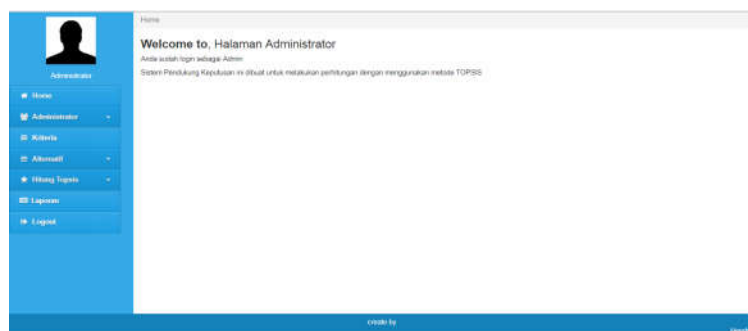 Home
Welcome to, Halaman Administrator
Anda sudah login sebagai Admin
Sistem Pendukung Keputusan ini dibuat untuk melakukan perhitungan dengan menggunakan metode TOPSIS
Administrator
Home
Administrator
Kriteria
Alternatif
Hitung Topsis
Laporan
Logout
create by